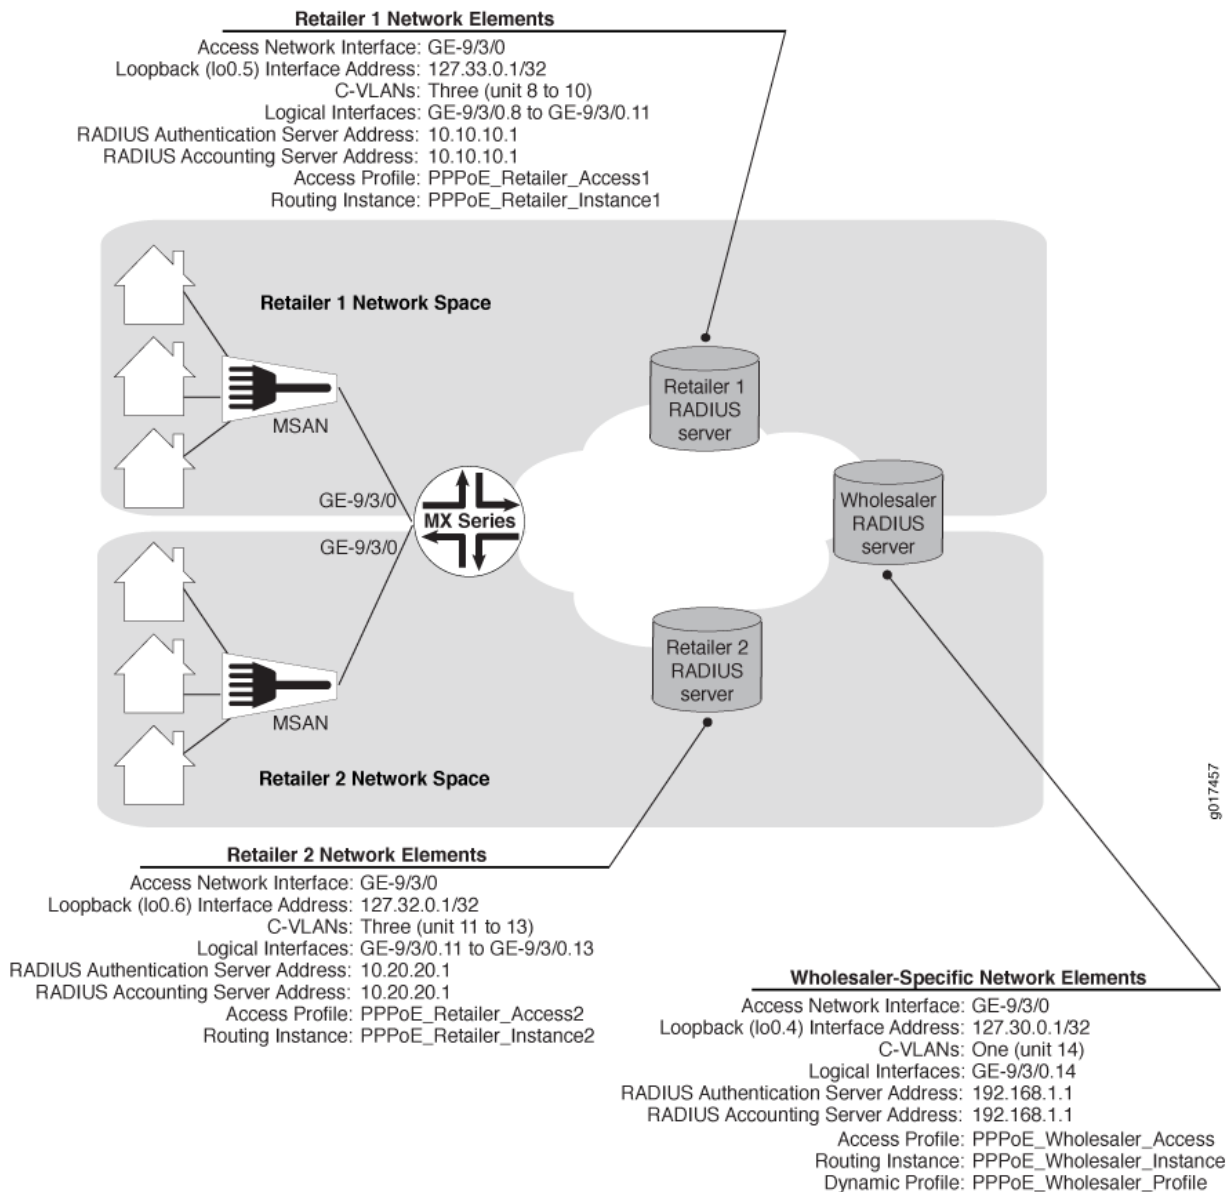 Retailer 1 Network Elements
Access Network Interface: GE-9/3/0
Loopback (lo0.5) Interface Address: 127.33.0.1/32
C-VLANs: Three (unit 8 to 10)
Logical Interfaces: GE-9/3/0.8 to GE-9/3/0.11
RADIUS Authentication Server Address: 10.10.10.1
RADIUS Accounting Server Address: 10.10.10.1
Access Profile: PPPoE_Retailer_Access1
Routing Instance: PPPoE_Retailer_Instance1
Retailer 1 Network Space
MSAN
GE-9/3/0
Retailer 1
RADIUS
server
MX Series
Wholesaler
RADIUS
server
GE-9/3/0
Retailer 2
RADIUS
server
MSAN
Retailer 2 Network Space
g017457
Retailer 2 Network Elements
Access Network Interface: GE-9/3/0
Loopback (lo0.6) Interface Address: 127.32.0.1/32
C-VLANs: Three (unit 11 to 13)
Logical Interfaces: GE-9/3/0.11 to GE-9/3/0.13
RADIUS Authentication Server Address: 10.20.20.1
RADIUS Accounting Server Address: 10.20.20.1
Access Profile: PPPoE_Retailer_Access2
Routing Instance: PPPoE_Retailer_Instance2
Wholesaler-Specific Network Elements
Access Network Interface: GE-9/3/0
Loopback (lo0.4) Interface Address: 127.30.0.1/32
C-VLANs: One (unit 14)
Logical Interfaces: GE-9/3/0.14
RADIUS Authentication Server Address: 192.168.1.1
RADIUS Accounting Server Address: 192.168.1.1
Access Profile: PPPoE_Wholesaler_Access
Routing Instance: PPPoE_Wholesaler_Instance
Dynamic Profile: PPPoE_Wholesaler_Profile